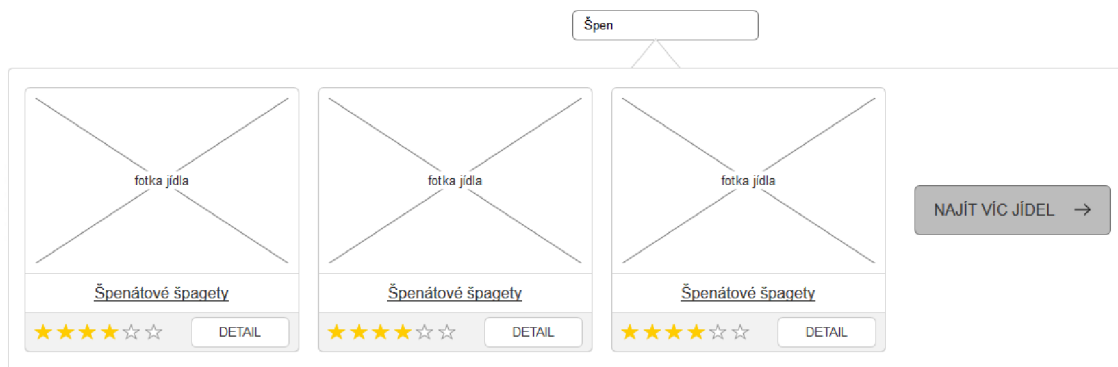 Špen
fotka jídla
fotka jídla
fotka jídla
NAJÍT VÍC JÍDEL
Špenátové špagety
Špenátové špagety
Špenátové špagety
DETAIL
DETAIL
DETAIL